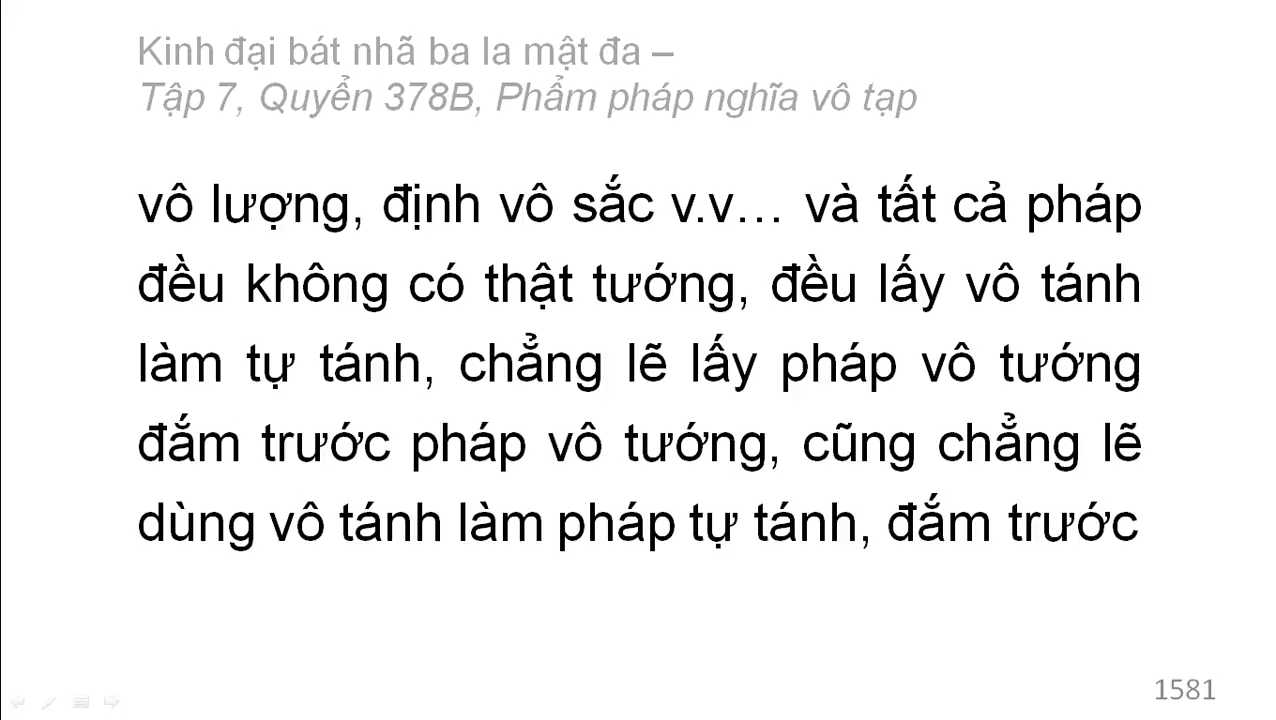 Kinh đại bát nhã ba la mật đa –
Tập 7, Quyển 378B, Phẩm pháp nghĩa vô tạp
vô lượng, định vô sắc v.v… và tất cả pháp
đều không có thật tướng, đều lấy vô tánh
làm tự tánh, chẳng lẽ lấy pháp vô tướng
đắm trước pháp vô tướng, cũng chẳng lẽ
dùng vô tánh làm pháp tự tánh, đắm trước
1581